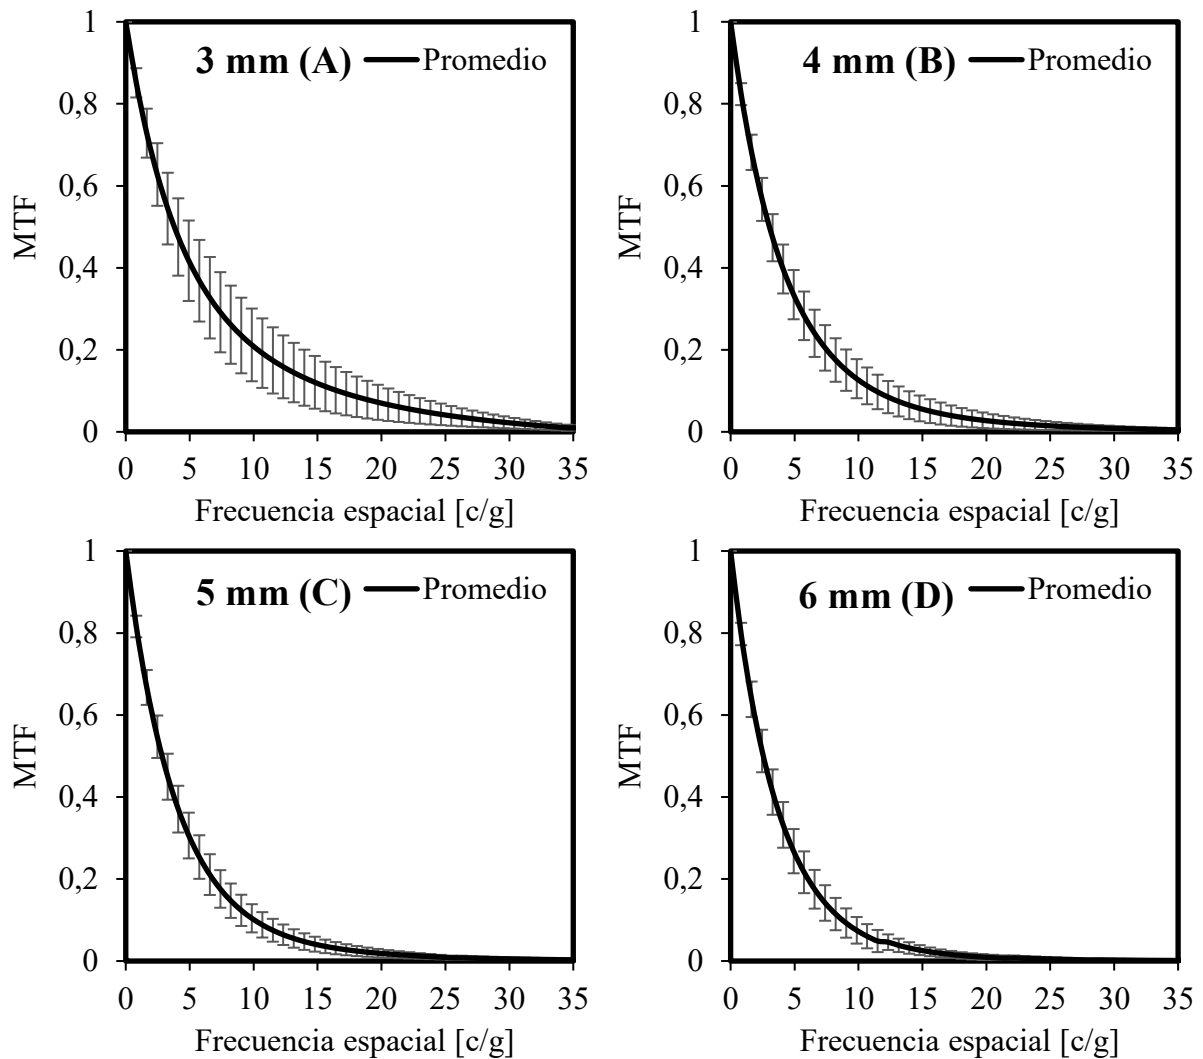 3 mm (A)
Promedio
1
0,8
0,6
0,4
0,2
0
MTF
0 5 10 15 20 25 30 35
Frecuencia espacial [c/g]
4 mm (B)
Promedio
1
0,8
0,6
0,4
0,2
0
MTF
0 5 10 15 20 25 30 35
Frecuencia espacial [c/g]
5 mm (C)
Promedio
1
0,8
0,6
0,4
0,2
0
MTF
0 5 10 15 20 25 30 35
Frecuencia espacial [c/g]
6 mm (D)
Promedio
1
0,8
0,6
0,4
0,2
0
MTF
0 5 10 15 20 25 30 35
Frecuencia espacial [c/g]